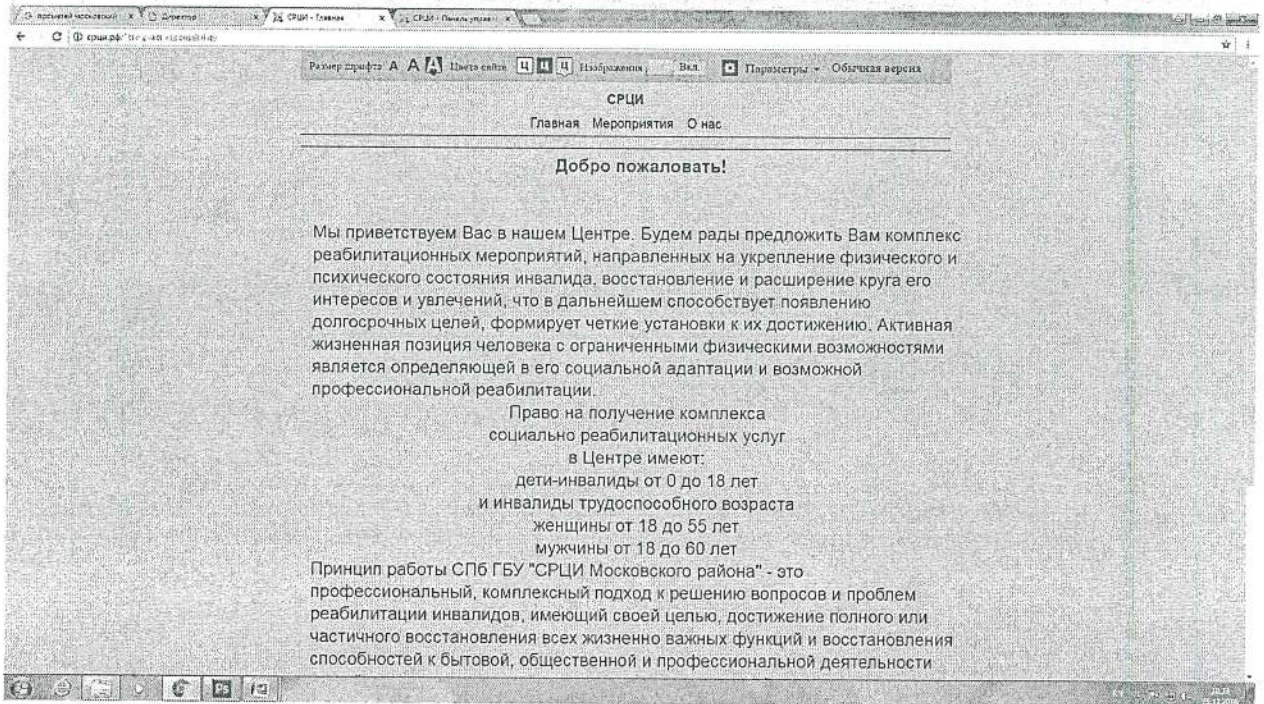 СРЦИ - Главная
Размер шрифта А А А Цвета сайта Ц Ц Ц Изображения Вкл. Параметры Обычная версия
СРЦИ
Главная Мероприятия О нас
Добро пожаловать!
Мы приветствуем Вас в нашем Центре. Будем рады предложить Вам комплекс
реабилитационных мероприятий, направленных на укрепление физического и
психического состояния инвалида, восстановление и расширение круга его
интересов и увлечений, что в дальнейшем способствует появлению
долгосрочных целей, формирует четкие установки к их достижению. Активная
жизненная позиция человека с ограниченными физическими возможностями
является определяющей в его социальной адаптации и возможной
профессиональной реабилитации.
Право на получение комплекса
социально реабилитационных услуг
в Центре имеют:
дети-инвалиды от 0 до 18 лет
и инвалиды трудоспособного возраста
женщины от 18 до 55 лет
мужчины от 18 до 60 лет
Принцип работы СПб ГБУ "СРЦИ Московского района" - это
профессиональный, комплексный подход к решению вопросов и проблем
реабилитации инвалидов, имеющий своей целью, достижение полного или
частичного восстановления всех жизненно важных функций и восстановления
способностей к бытовой, общественной и профессиональной деятельности
Ps